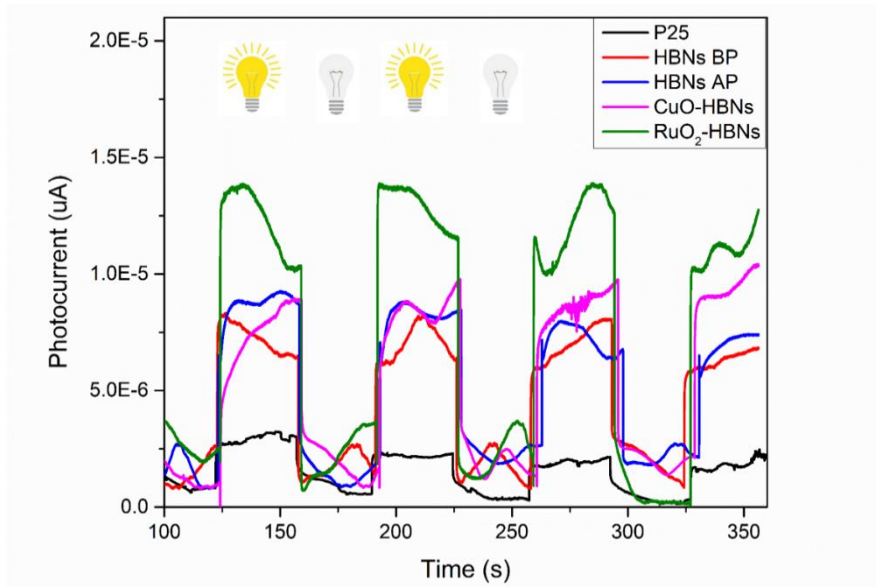 2.0E-5
1.5E-5
1.0E-5
5.0E-6
0.0
Photocurrent (uA)
P25
HBNs BP
HBNs AP
CuO-HBNs
RuO₂-HBNs
100 150 200 250 300 350
Time (s)